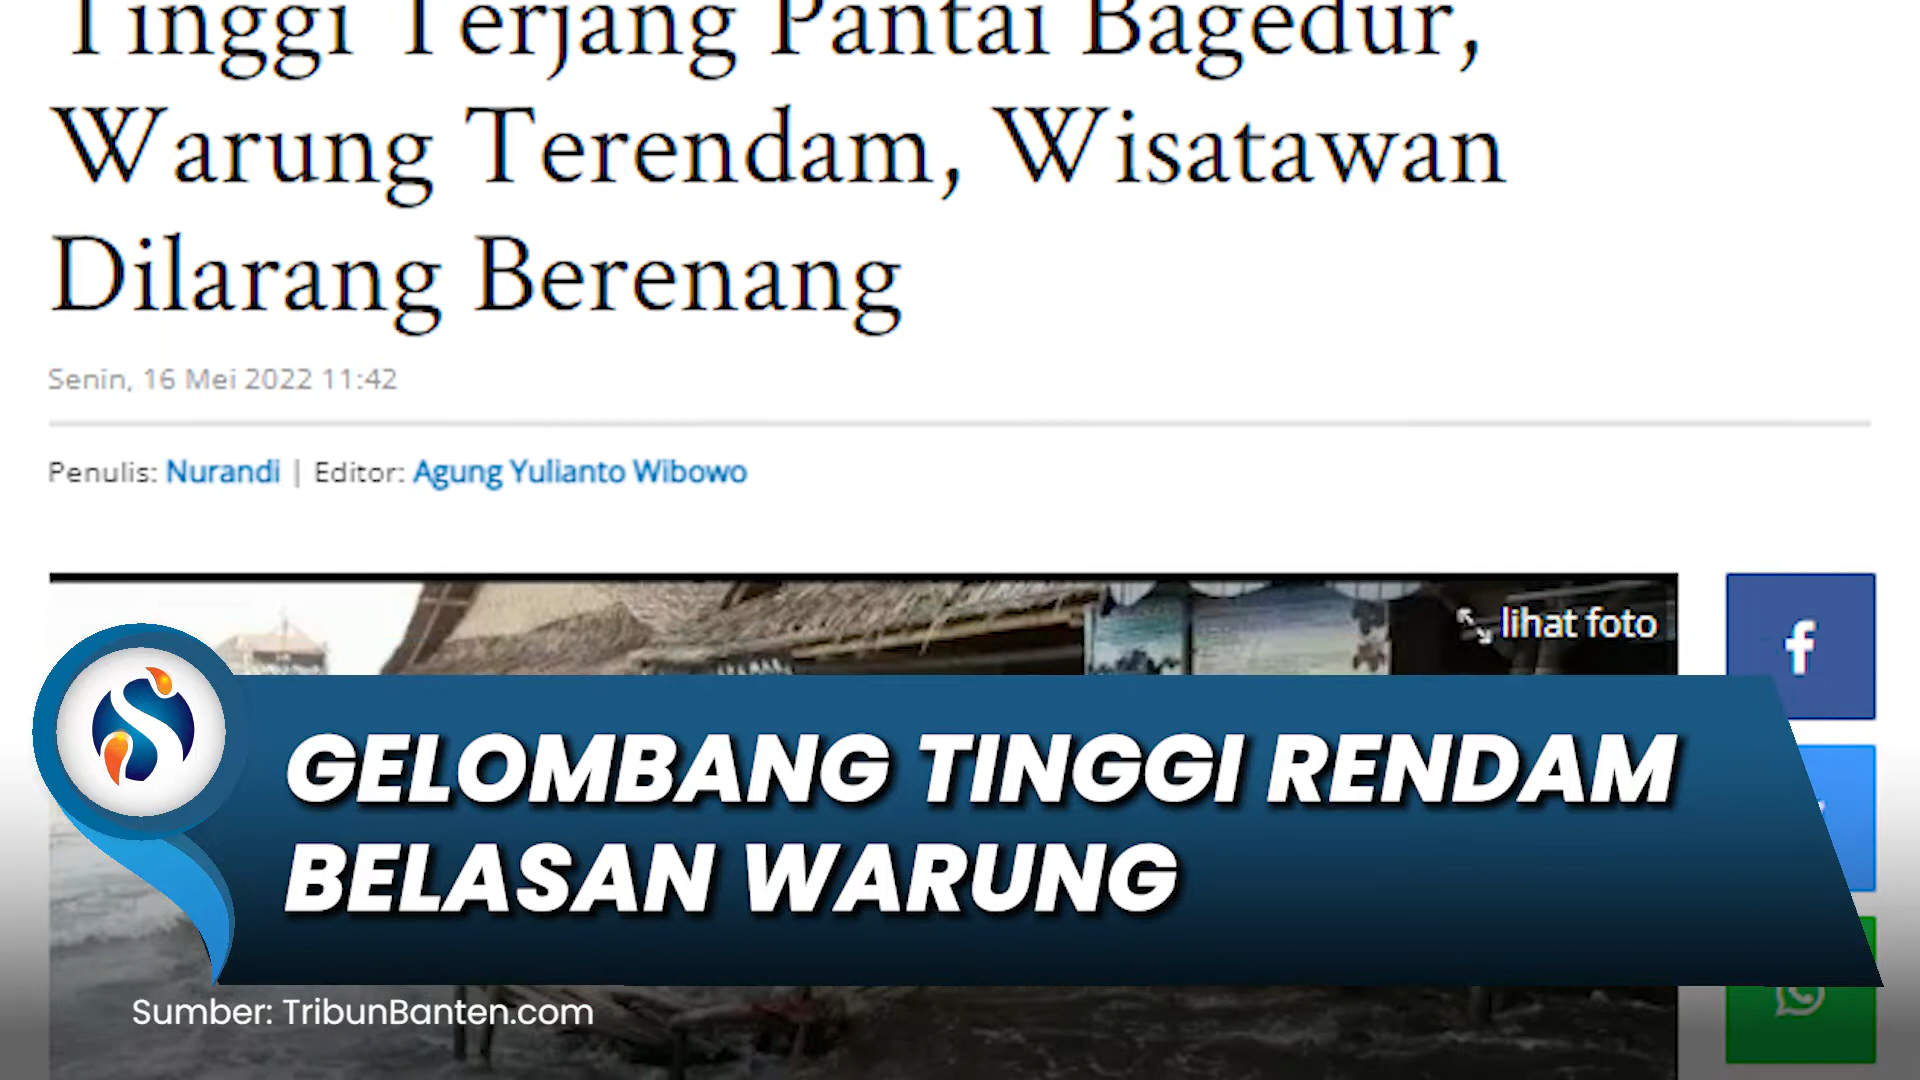 Tinggi Terjang Pantai Bagedur,
Warung Terendam, Wisatawan
Dilarang Berenang
Senin, 16 Mei 2022 11:42
Penulis: Nurandi | Editor: Agung Yulianto Wibowo
lihat foto
f
GELOMBANG TINGGI RENDAM
BELASAN WARUNG
Sumber: TribunBanten.com